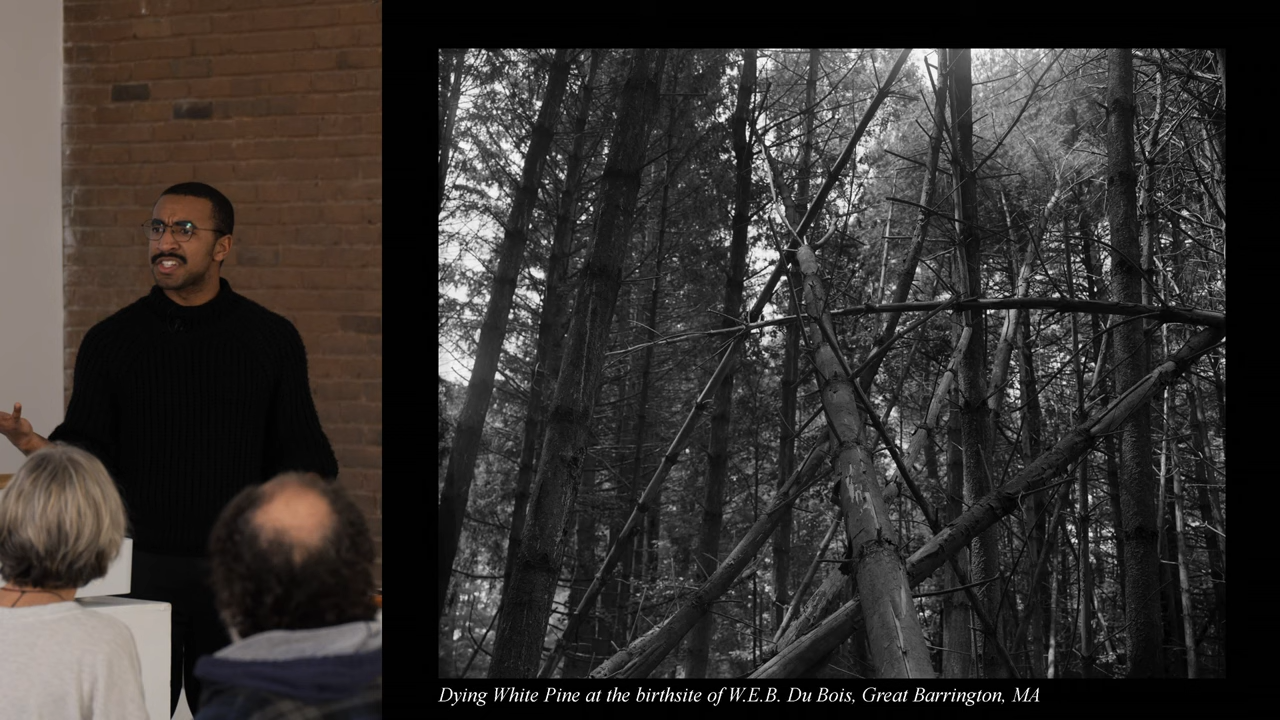 Dying White Pine at the birthsite of W.E.B. Du Bois, Great Barrington, MA